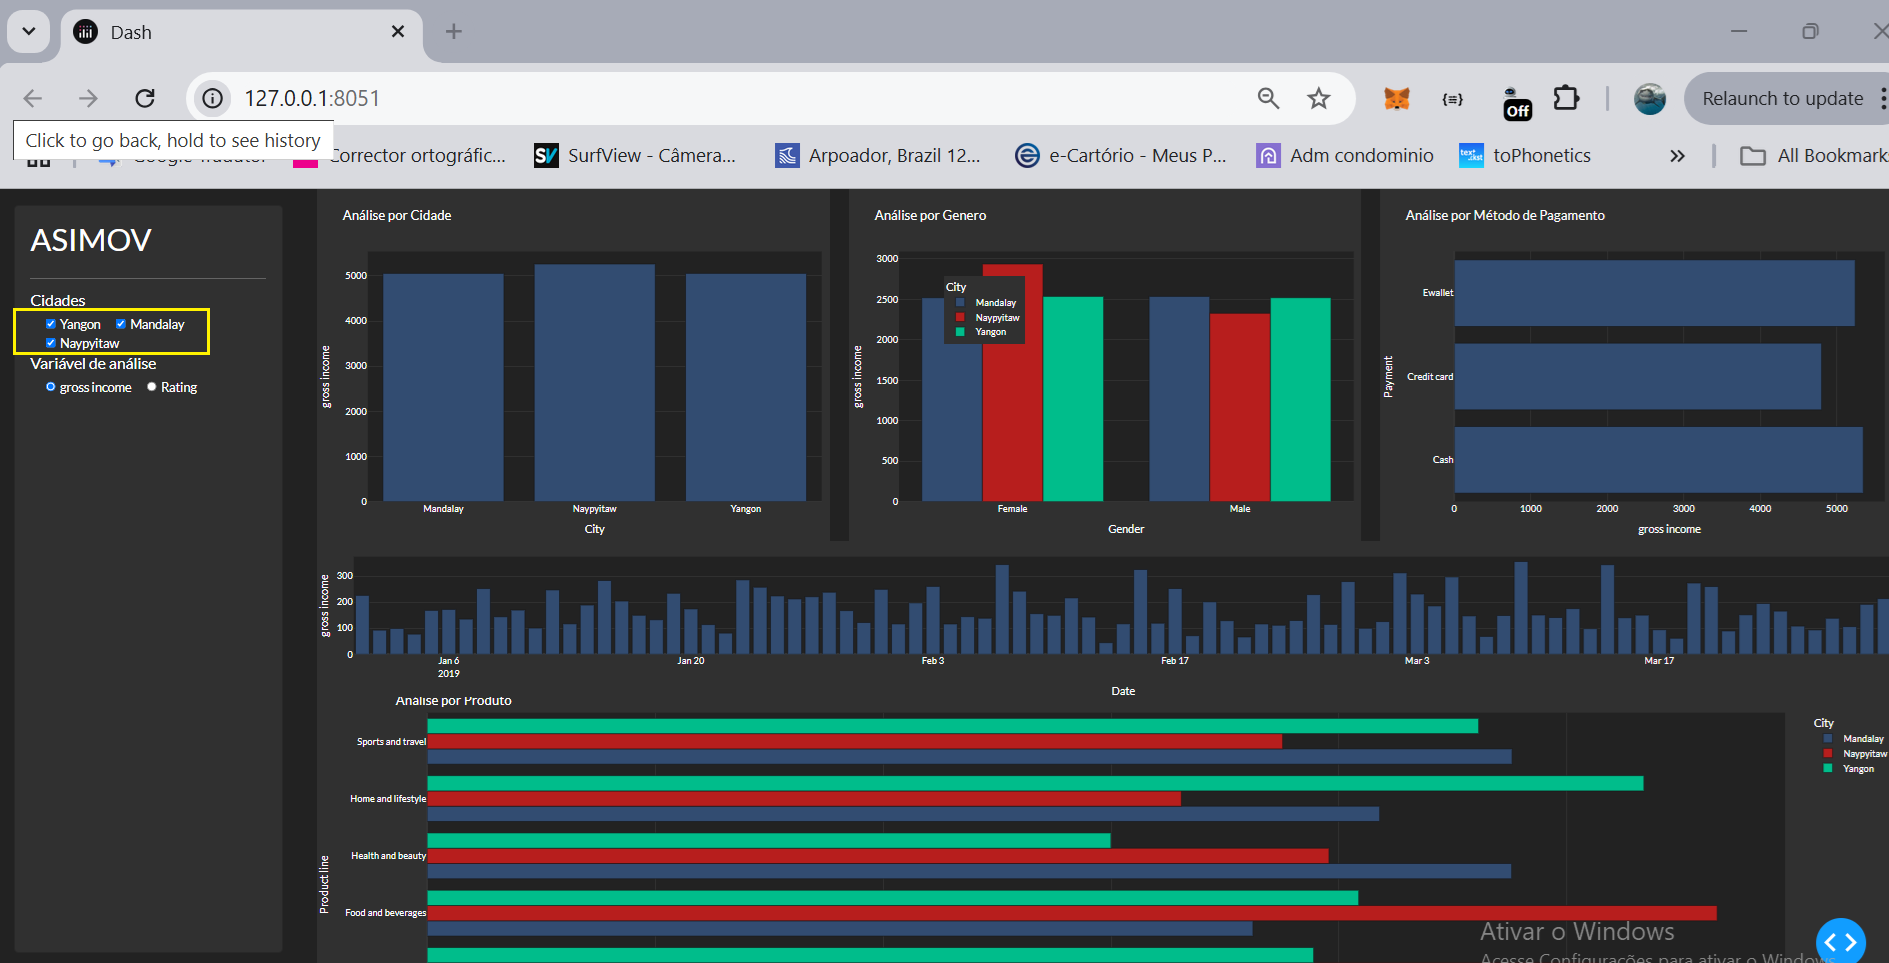 Dash
127.0.0.1:8051
Off
Relaunch to update
Click to go back, hold to see history
Corrector ortográfic...
SurfView - Câmera...
Arpoador, Brazil 12...
e-Cartório - Meus P...
Adm condominio
toPhonetics
All Bookmark
ASIMOV
Cidades
Yangon Mandalay
Naypyitaw
Variável de análise
gross income Rating
Análise por Cidade
gross income
5000
4000
3000
2000
1000
0
Mandalay Naypyitaw Yangon
City
Análise por Genero
gross income
3000
2500
2000
1500
1000
500
0
City
Mandalay
Naypyitaw
Yangon
Female Male
Gender
Análise por Método de Pagamento
Payment
Ewallet
Credit card
Cash
0 1000 2000 3000 4000 5000
gross income
gross income
300
200
100
0
Jan 6 Jan 20 Feb 3 Feb 17 Mar 3 Mar 17
2019
Date
Análise por Produto
Product line
Sports and travel
Home and lifestyle
Health and beauty
Food and beverages
City
Mandalay
Naypyitaw
Yangon
Ativar o Windows
Acesse Configurações para ativar o Windows